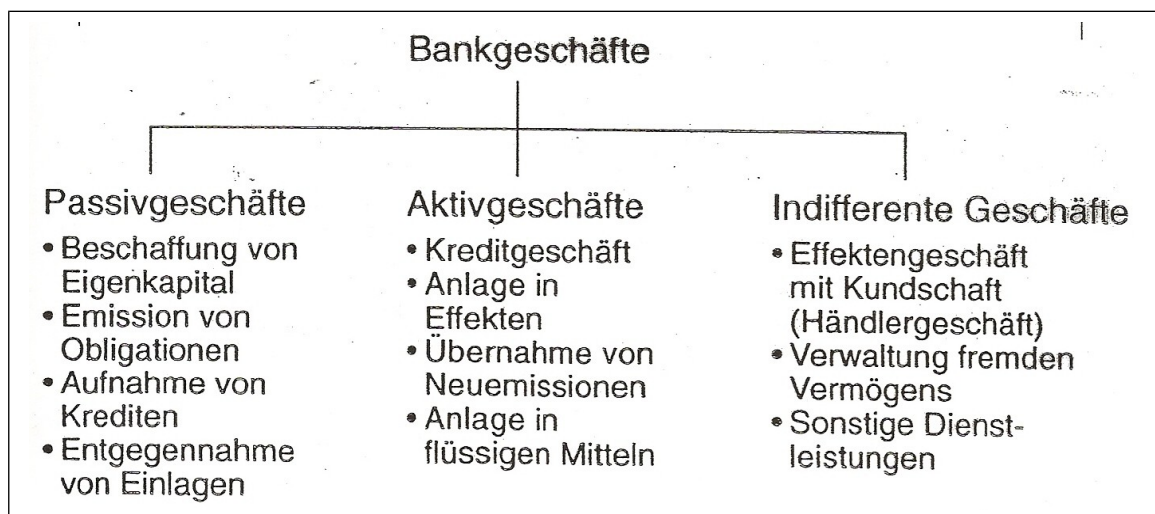 Bankgeschäfte
Passivgeschäfte
• Beschaffung von
Eigenkapital
• Emission von
Obligationen
• Aufnahme von
Krediten
• Entgegennahme
von Einlagen
Aktivgeschäfte
• Kreditgeschäft
• Anlage in
Effekten
• Übernahme von
Neuemissionen
• Anlage in
flüssigen Mitteln
Indifferente Geschäfte
• Effektengeschäft
mit Kundschaft
(Händlergeschäft)
• Verwaltung fremden
Vermögens
• Sonstige Dienst-
leistungen